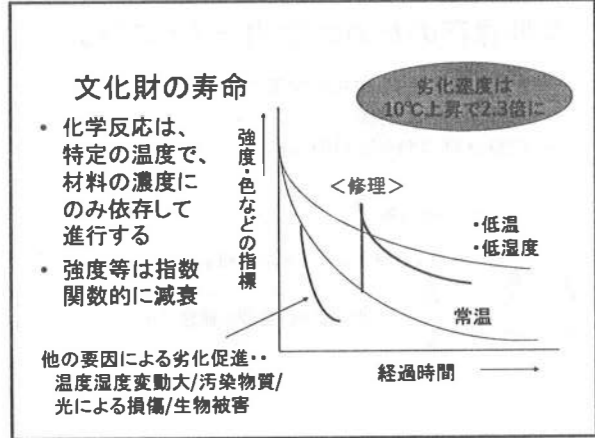 文化財の寿命
劣化速度は
10℃上昇で2.3倍に
• 化学反応は、
特定の温度で、
材料の濃度に
のみ依存して
進行する
• 強度等は指数
関数的に減衰
強度・色などの指標
＜修理＞
・低温
・低湿度
常温
経過時間
他の要因による劣化促進‥
温度湿度変動大/汚染物質/
光による損傷/生物被害